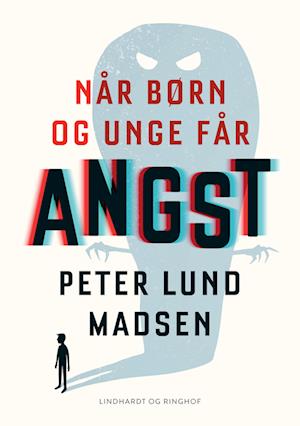 NÅR BØRN
OG UNGE FÅR
ANGST
PETER LUND
MADSEN
LINDHARDT OG RINGHOF